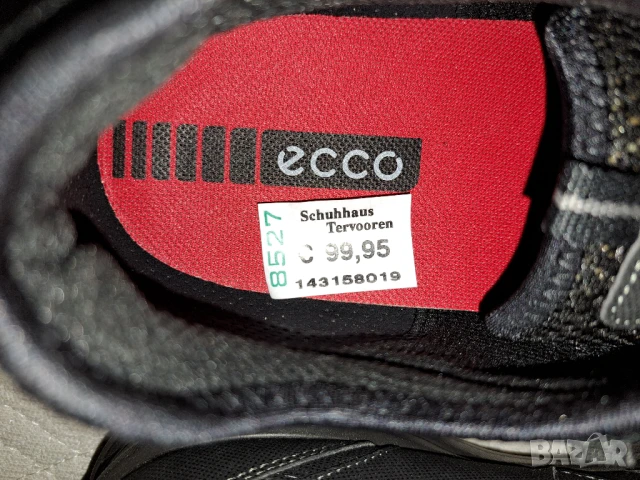 ecco
8527
Schuhhaus
Tervooren
€ 99,95
143158019
BAZAR